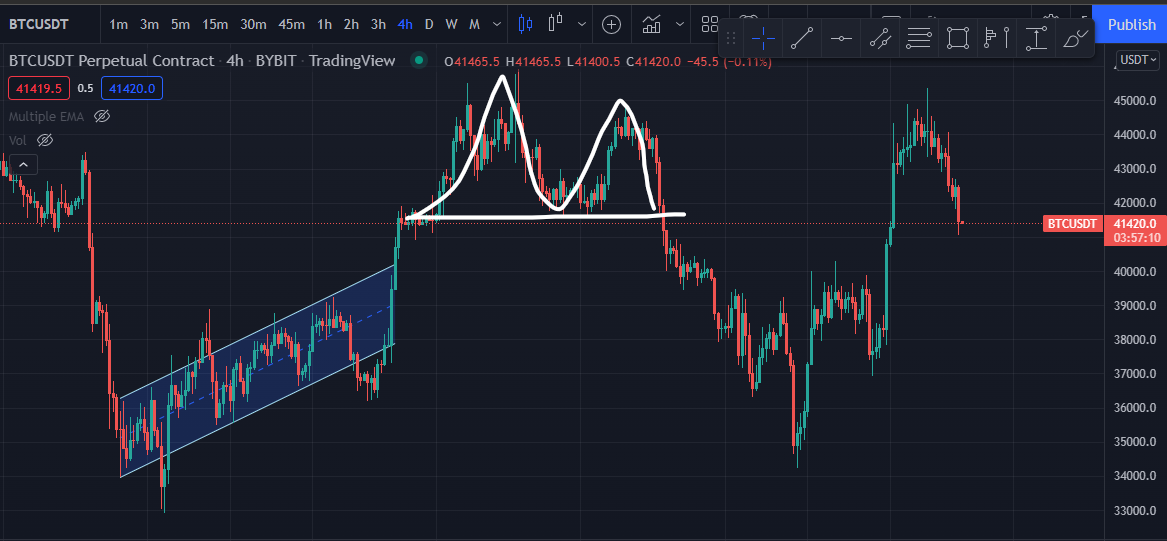 BTCUSDT 1m 3m 5m 15m 30m 45m 1h 2h 3h 4h D W M Publish
BTCUSDT Perpetual Contract · 4h · BYBIT · TradingView O41465.5 H41465.5 L41400.5 C41420.0 -45.5 (-0.11%) USDT
41419.5 0.5 41420.0
Multiple EMA
Vol
45000.0
44000.0
43000.0
42000.0
BTCUSDT 41420.0
03:57:10
40000.0
39000.0
38000.0
37000.0
36000.0
35000.0
34000.0
33000.0